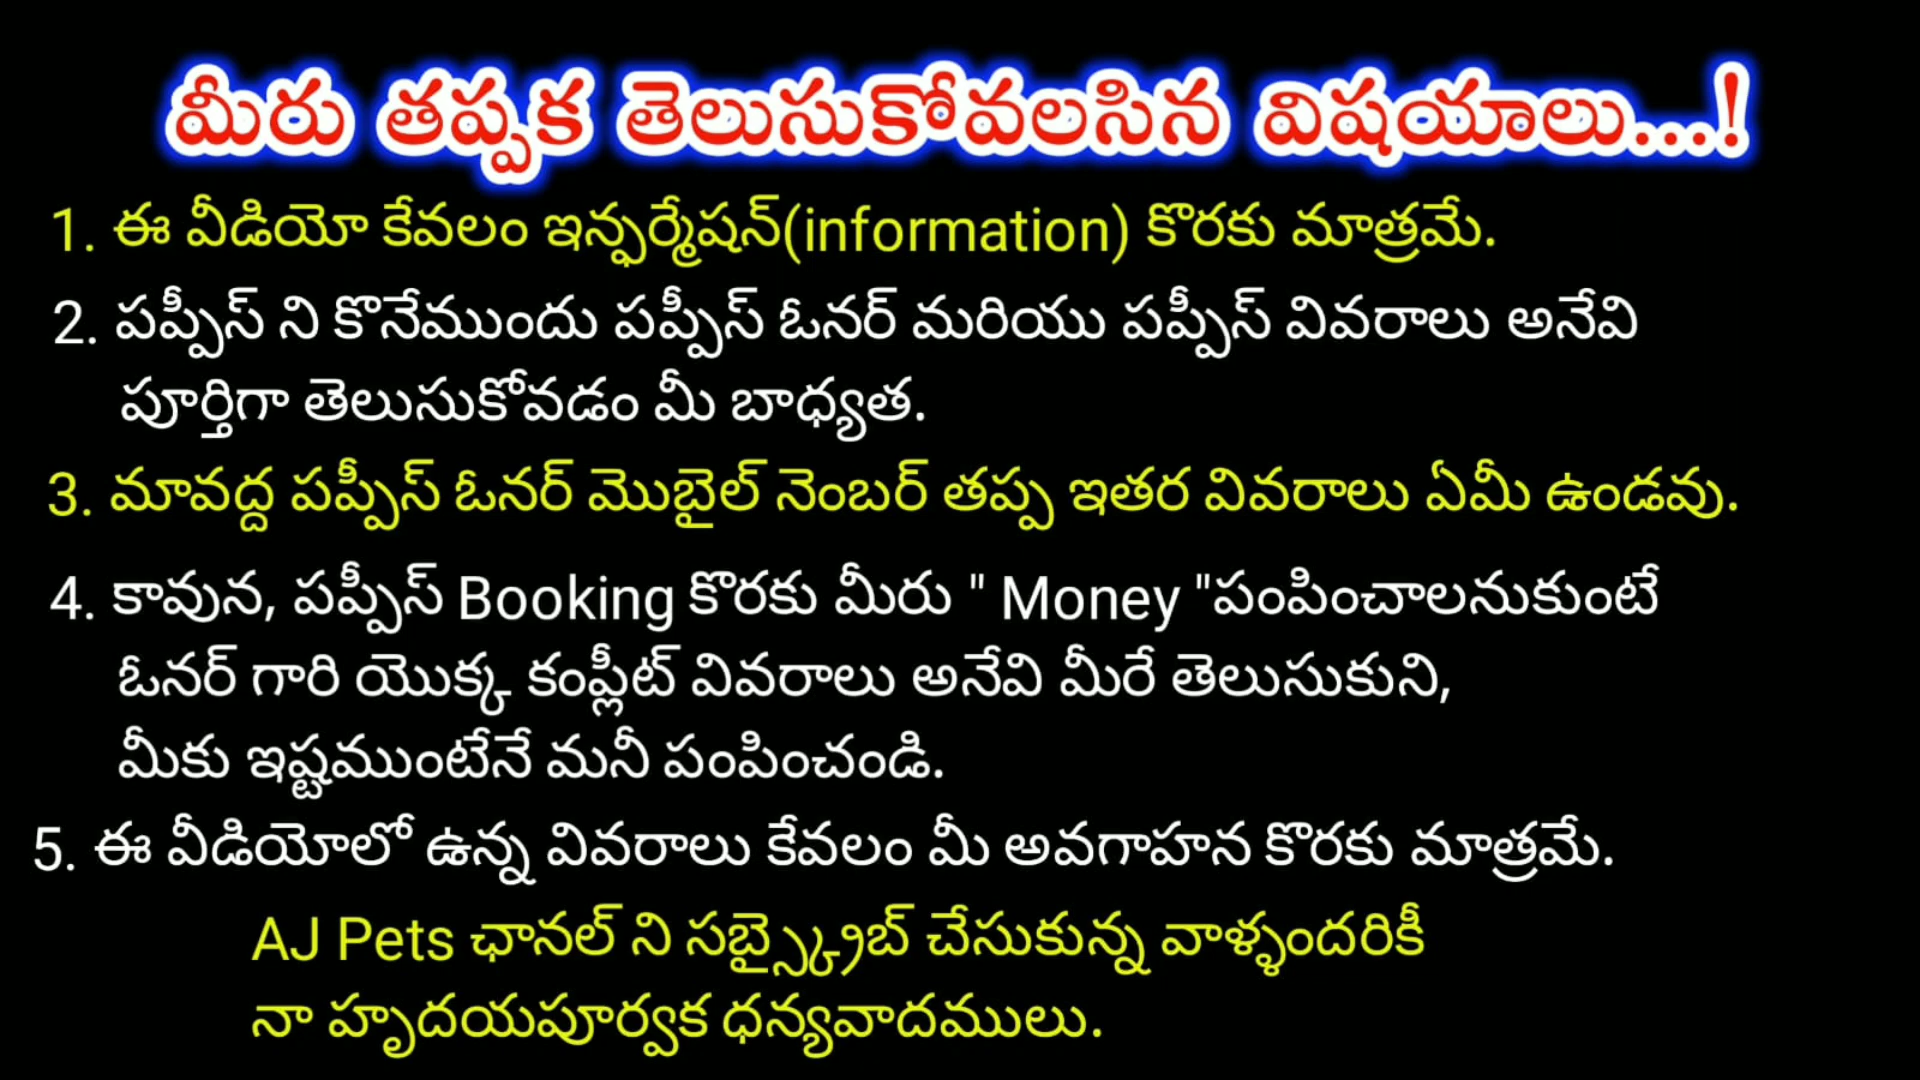 మీరు తప్పక తెలుసుకోవలసిన విషయాలు...!
1. ఈ వీడియో కేవలం ఇన్ఫర్మేషన్(information) కొరకు మాత్రమే.
2. పప్పీస్ ని కొనేముందు పప్పీస్ ఓనర్ మరియు పప్పీస్ వివరాలు అనేవి
పూర్తిగా తెలుసుకోవడం మీ బాధ్యత.
3. మావద్ద పప్పీస్ ఓనర్ మొబైల్ నెంబర్ తప్ప ఇతర వివరాలు ఏమీ ఉండవు.
4. కావున, పప్పీస్ Booking కొరకు మీరు " Money "పంపించాలనుకుంటే
ఓనర్ గారి యొక్క కంప్లీట్ వివరాలు అనేవి మీరే తెలుసుకుని,
మీకు ఇష్టముంటేనే మనీ పంపించండి.
5. ఈ వీడియోలో ఉన్న వివరాలు కేవలం మీ అవగాహన కొరకు మాత్రమే.
AJ Pets ఛానల్ ని సబ్స్క్రైబ్ చేసుకున్న వాళ్ళందరికీ
నా హృదయపూర్వక ధన్యవాదములు.